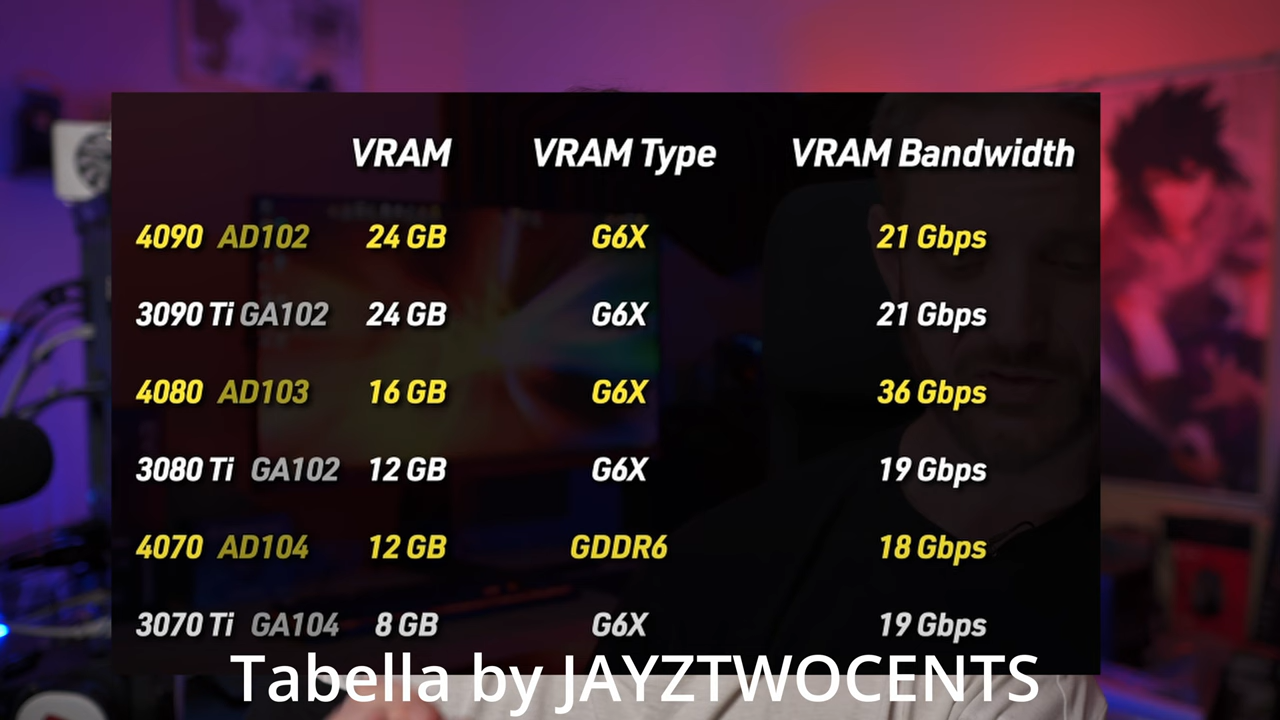 VRAM VRAM Type VRAM Bandwidth
4090 AD102 24 GB G6X 21 Gbps
3090 Ti GA102 24 GB G6X 21 Gbps
4080 AD103 16 GB G6X 36 Gbps
3080 Ti GA102 12 GB G6X 19 Gbps
4070 AD104 12 GB GDDR6 18 Gbps
3070 Ti GA104 8 GB G6X 19 Gbps
Tabella by JAYZTWOCENTS